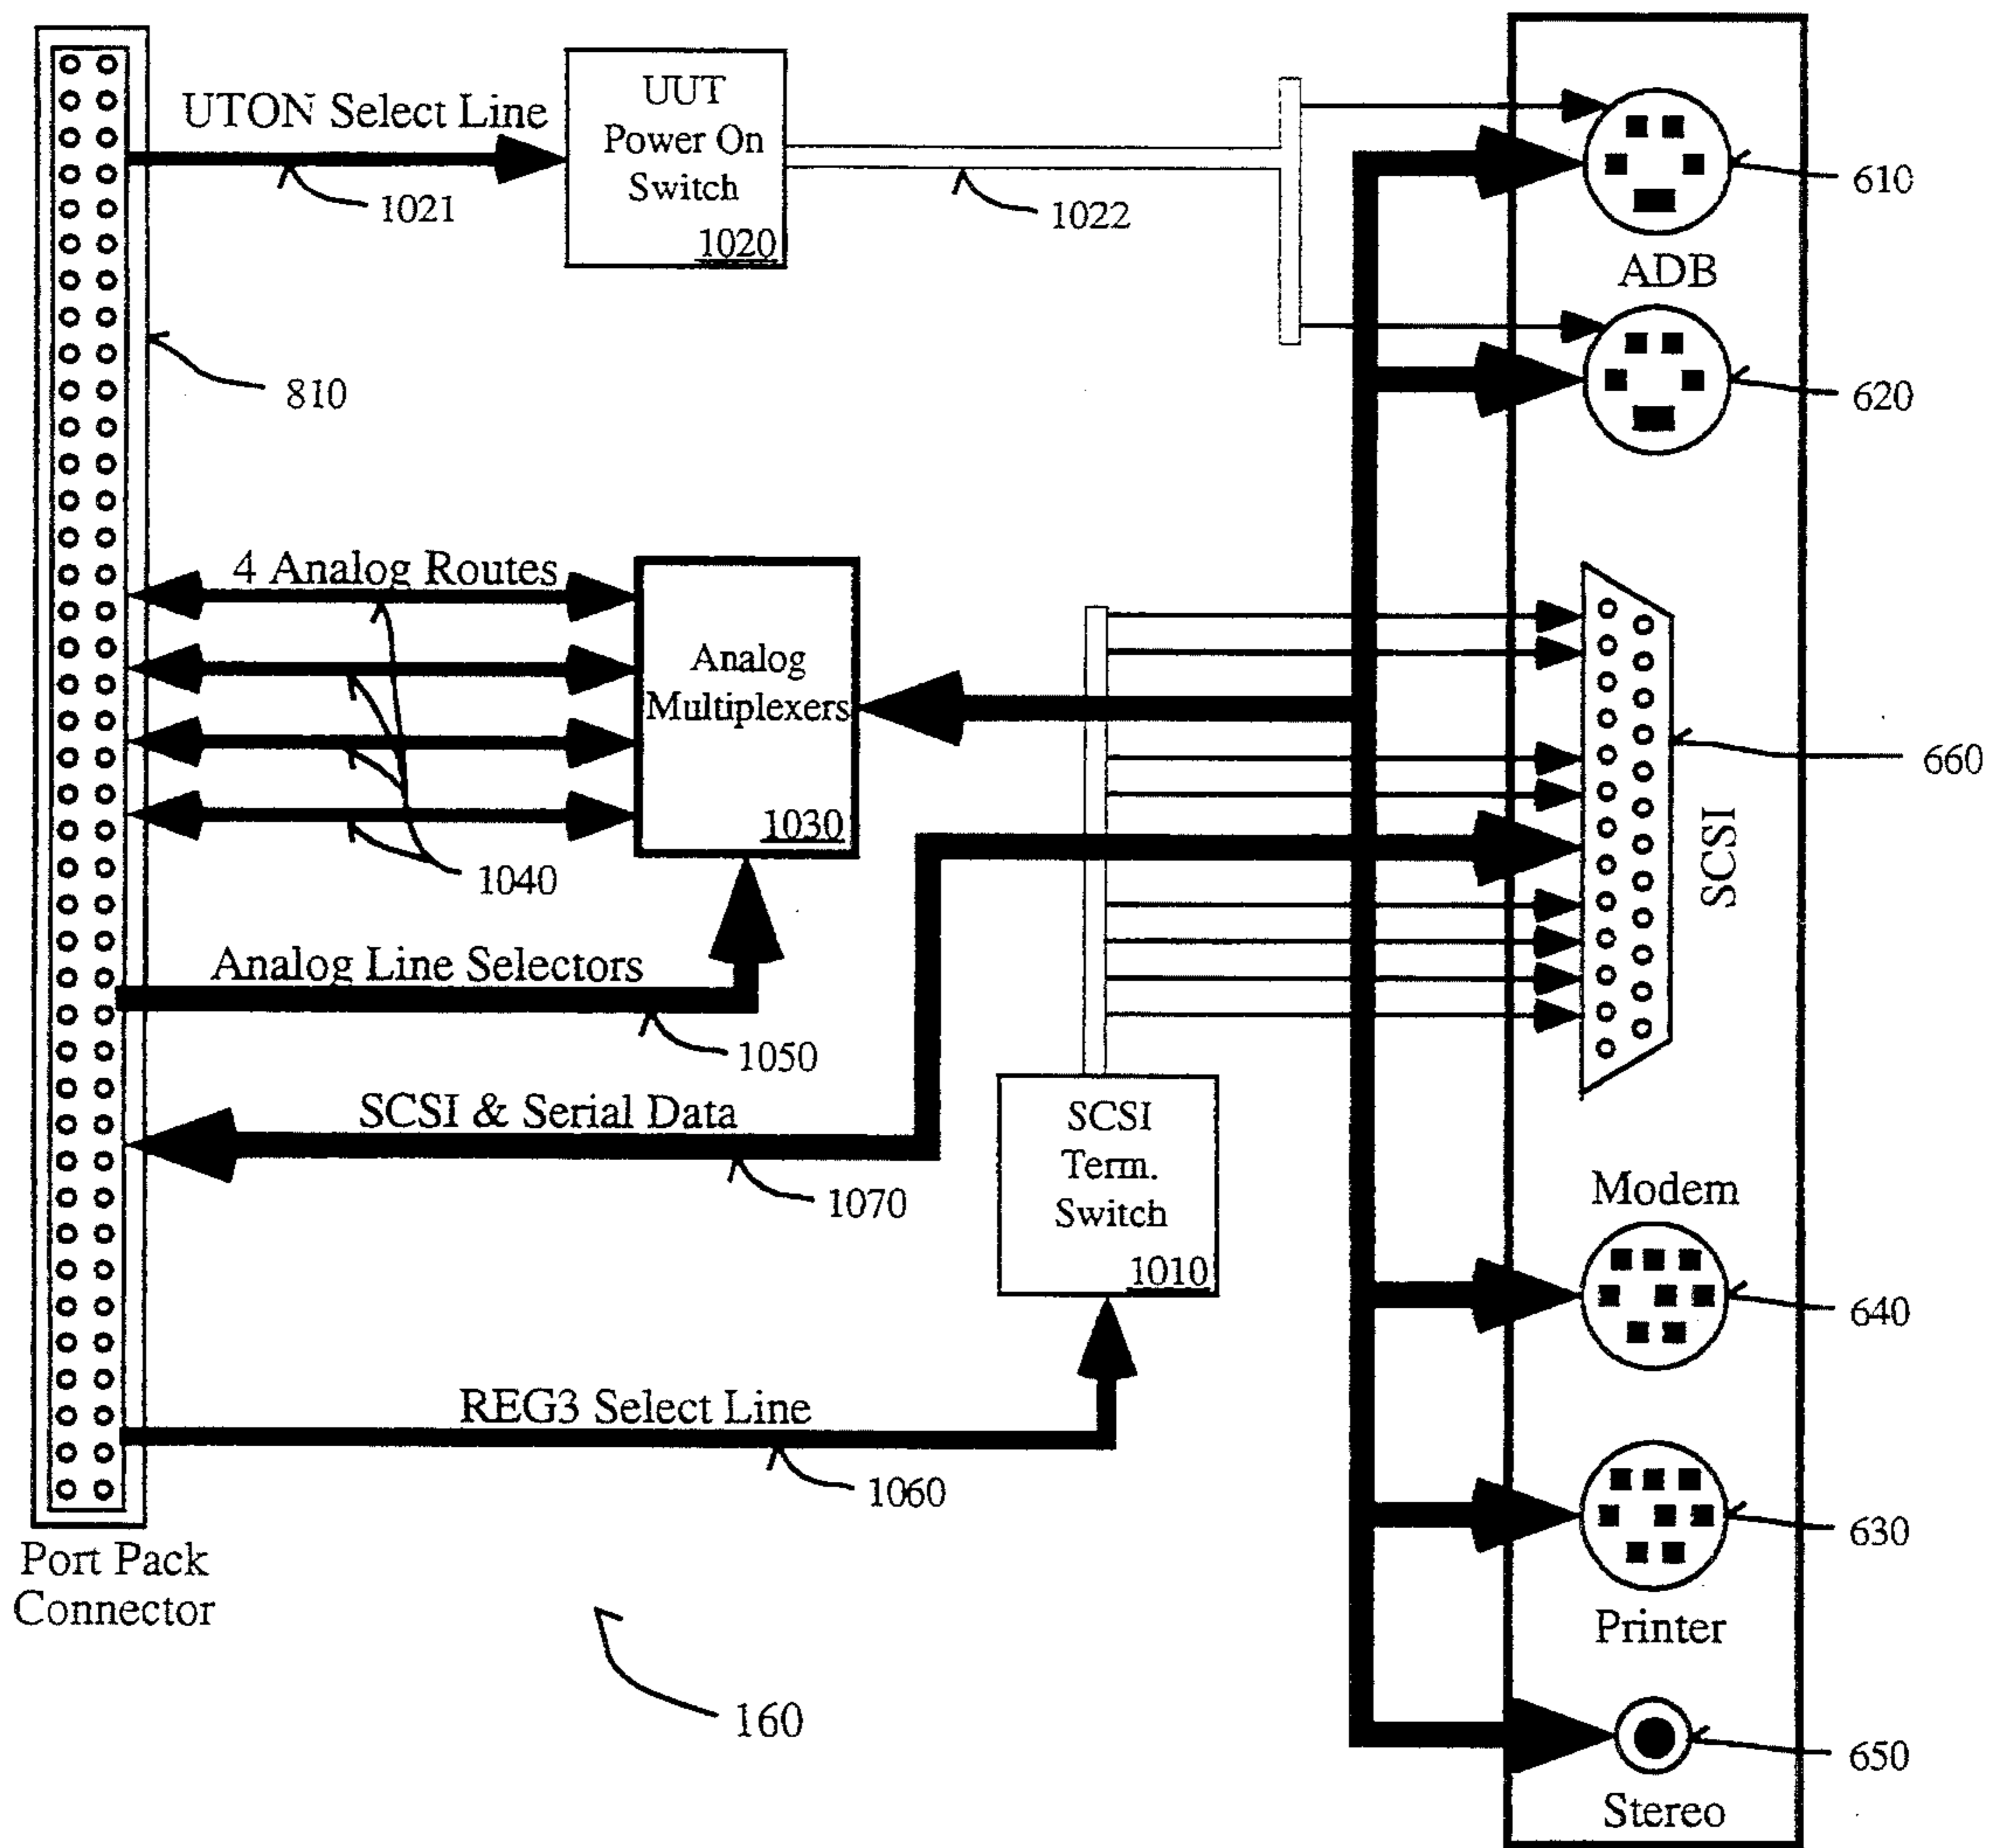 UTON Select Line
1021
UUT
Power On
Switch
1020
1022
610
ADB
620
810
4 Analog Routes
Analog
Multiplexers
1030
1040
660
SCSI
Analog Line Selectors
1050
SCSI & Serial Data
1070
SCSI
Term.
Switch
1010
Modem
640
REG3 Select Line
1060
630
Printer
Port Pack
Connector
160
650
Stereo